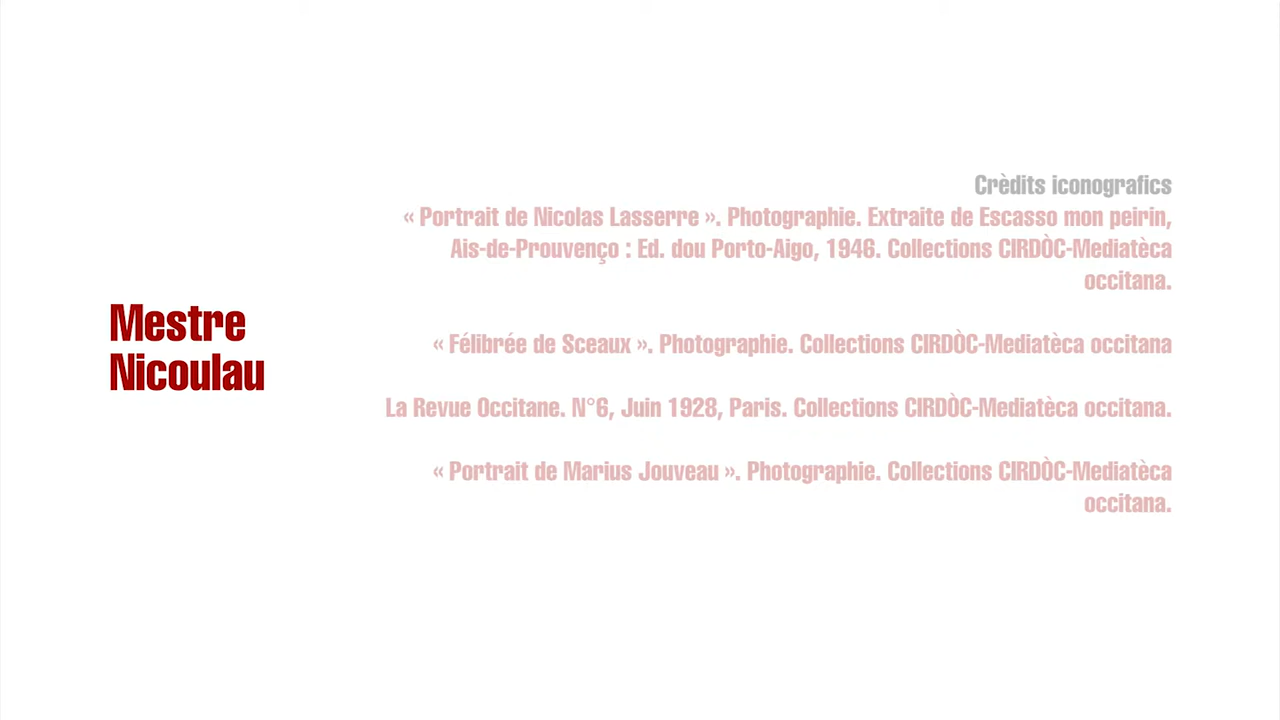 Mestre
Nicoulau
Crèdits iconografics
« Portrait de Nicolas Lasserre ». Photographie. Extraite de Escasso mon peirin,
Ais-de-Prouvenço : Ed. dou Porto-Aigo, 1946. Collections CIRDÒC-Mediatèca
occitana.
« Félibrée de Sceaux ». Photographie. Collections CIRDÒC-Mediatèca occitana
La Revue Occitane. N°6, Juin 1928, Paris. Collections CIRDÒC-Mediatèca occitana.
« Portrait de Marius Jouveau ». Photographie. Collections CIRDÒC-Mediatèca
occitana.